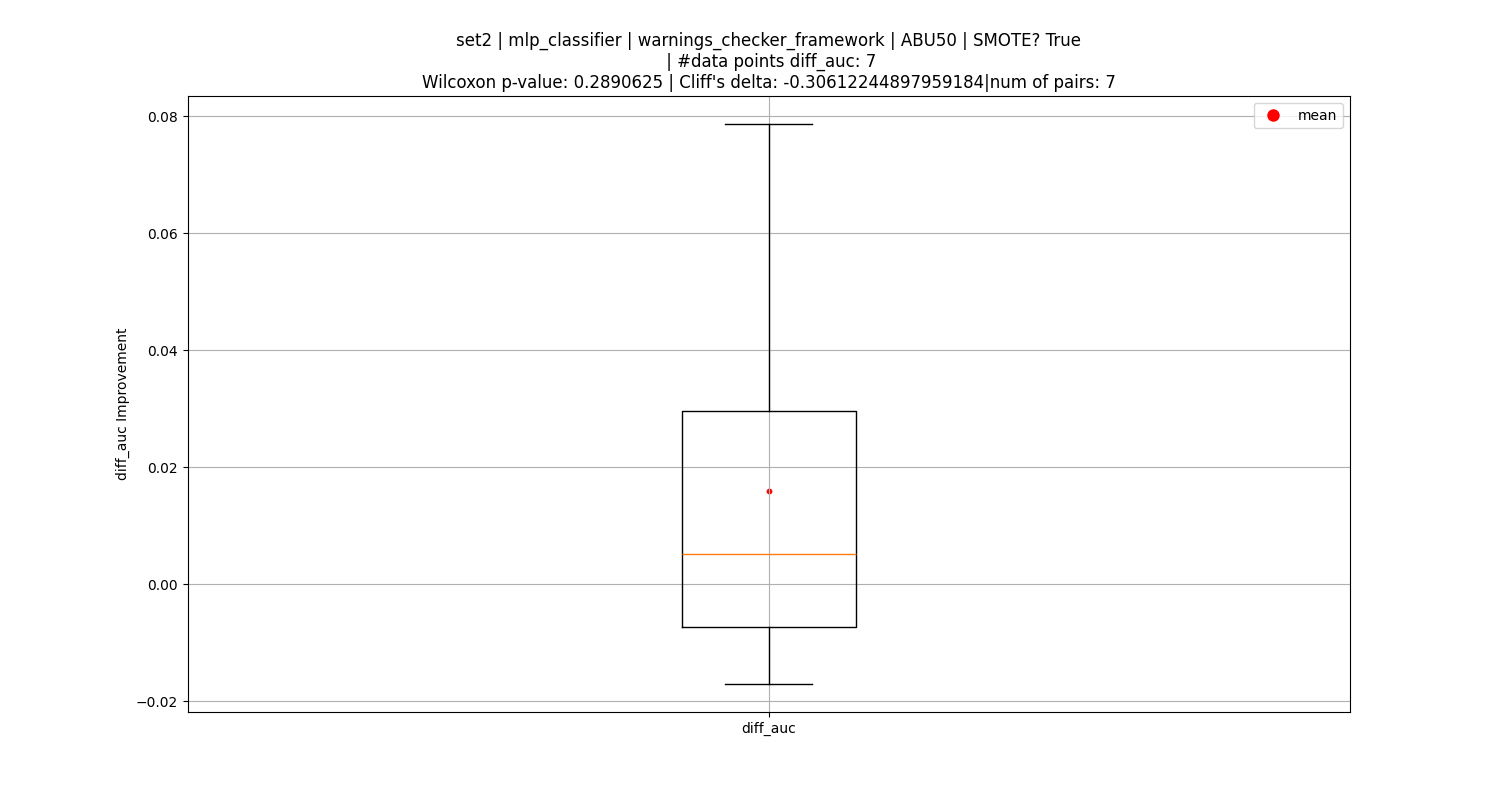 set2 | mlp_classifier | warnings_checker_framework | ABU50 | SMOTE? True
| #data points diff_auc: 7
Wilcoxon p-value: 0.2890625 | Cliff's delta: -0.30612244897959184|num of pairs: 7
mean
0.08
0.06
0.04
0.02
0.00
−0.02
diff_auc Improvement
diff_auc